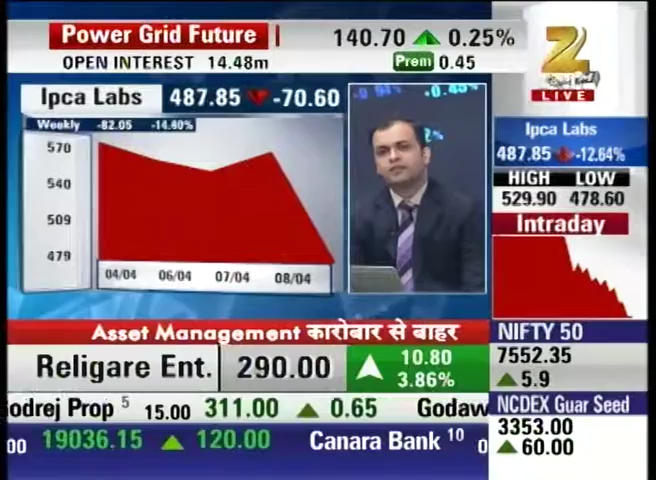 Power Grid Future
140.70 0.25%
OPEN INTEREST 14.48m
Prem 0.45
LIVE
Ipca Labs 487.85 -70.60
Weekly -82.05 -14.40%
570
540
509
479
04/04 06/04 07/04 08/04
Ipca Labs
487.85 -12.64%
HIGH LOW
529.90 478.60
Intraday
Asset Management कारोबार से बाहर
Religare Ent. 290.00 10.80
3.86%
NIFTY 50
7552.35
5.9
odrej Prop 5 15.00 311.00 0.65 Godaw
00 19036.15 120.00 Canara Bank 10 0
NCDEX Guar Seed
3353.00
60.00